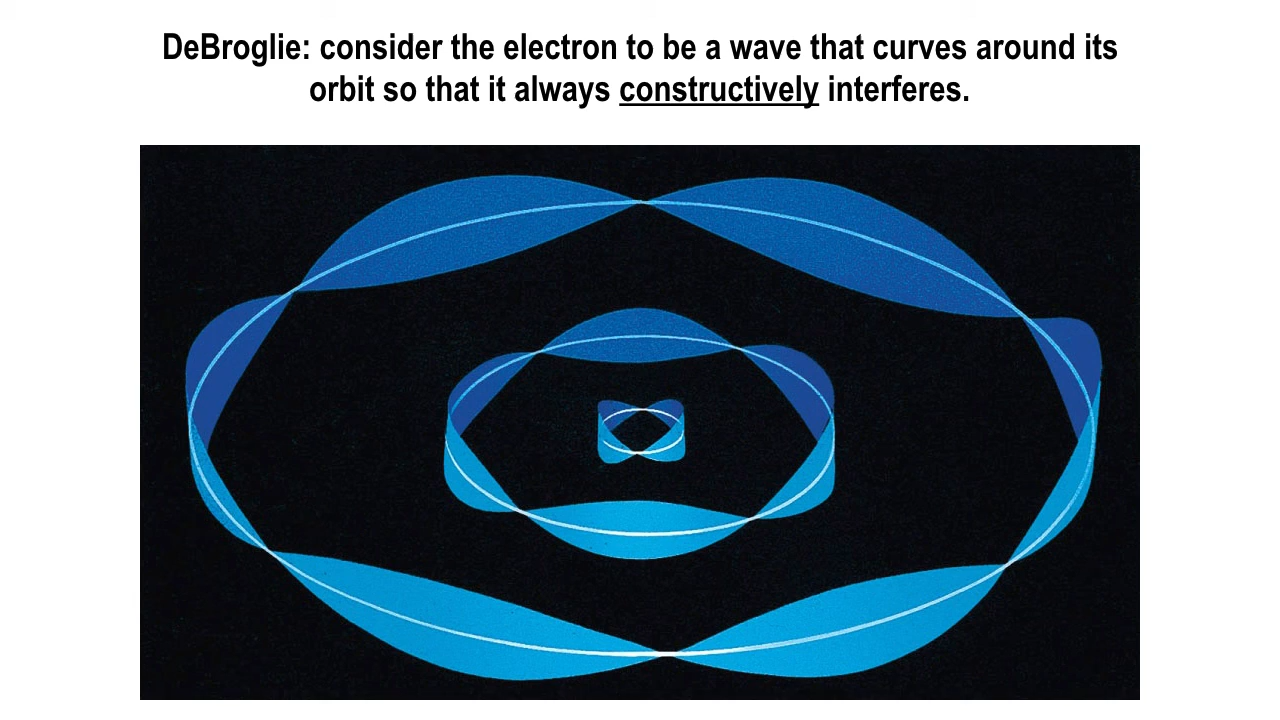 DeBroglie: consider the electron to be a wave that curves around its
orbit so that it always constructively interferes.